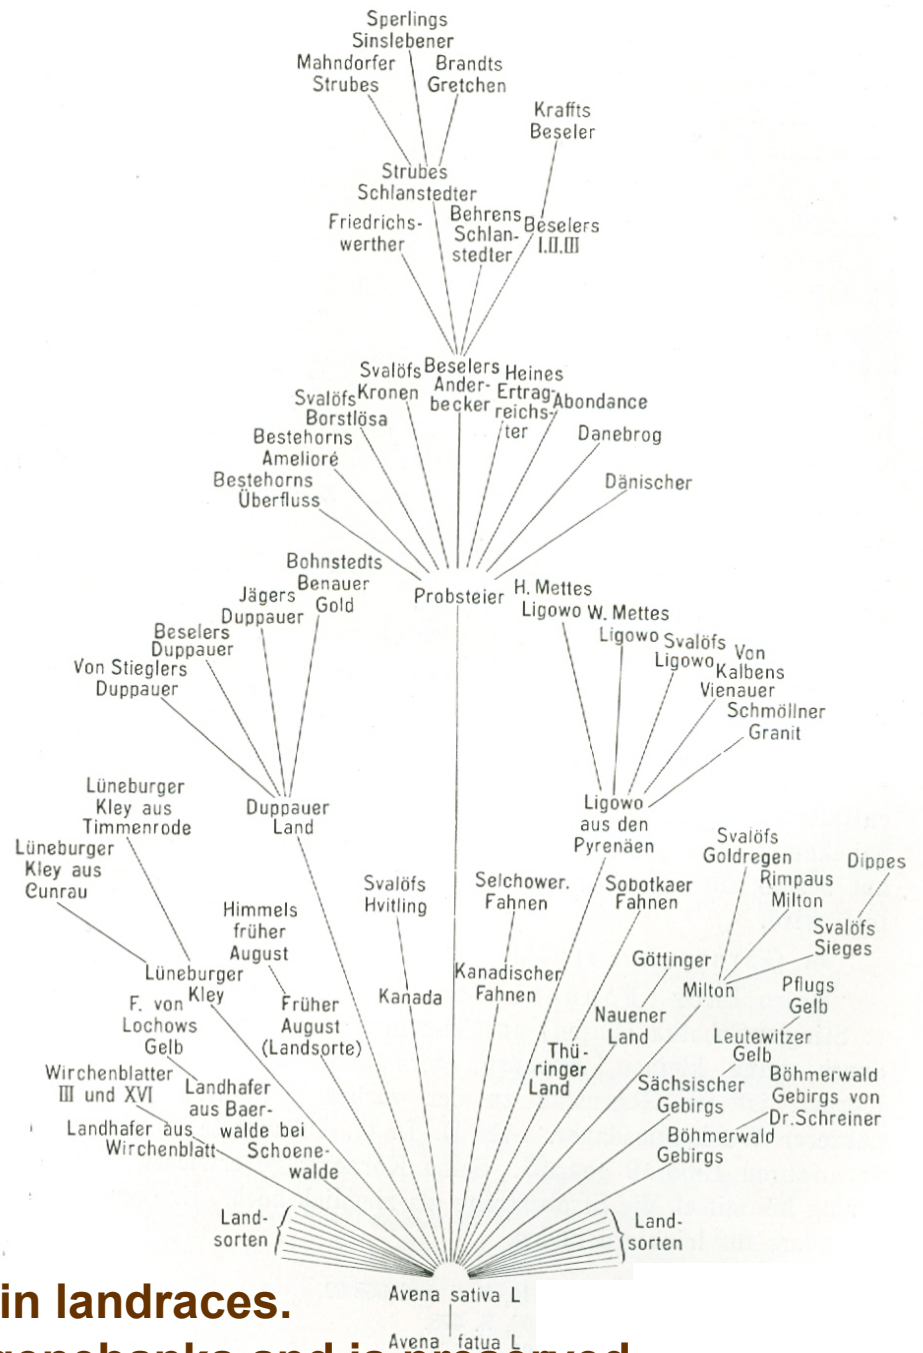 Sperlings
Sinslebener
Mahndorfer
Strubes
Brandts
Gretchen
Kraffts
Beseler
Strubes
Schlanstedter
Friedrichs-
werther
Behrens
Schlan-
stedler
Beselers
I.II.III
Svalöfs
Kronen
Beselers
Ander-
becker
Heines
Ertrag-
reichs-
ter
Abondance
Svalöfs
Borstlösa
Danebrog
Bestehorns
Amelioré
Bestehorns
Überfluss
Dänischer
Probsteier
Bohnstedts
Benauer
Gold
Jägers
Duppauer
Beselers
Duppauer
Von Stieglers
Duppauer
H. Mettes
Ligowo
W. Mettes
Ligowo
Svalöfs
Ligowo
Von
Kalbens
Vienauer
Schmöllner
Granit
Lüneburger
Kley aus
Timmenrode
Duppauer
Land
Ligowo
aus den
Pyrenäen
Lüneburger
Kley aus
Cunrau
Svalöfs
Goldregen
Dippes
Rimpaus
Milton
Svalöfs
Hvitling
Selchower.
Fahnen
Sobotkaer
Fahnen
Himmels
früher
August
Svalöfs
Sieges
Göttinger
Lüneburger
Kley
Kanada
Kanadischer
Fahnen
Milton
Pflugs
Gelb
F. von
Lochows
Gelb
Früher
August
(Landsorte)
Nauener
Land
Leutewitzer
Gelb
Thü-
ringer
Land
Wirchenblatter
III und XVI
Landhafer
aus Baer-
walde bei
Schoene-
walde
Sächsischer
Gebirgs
Böhmerwald
Gebirgs von
Dr.Schreiner
Landhafer aus
Wirchenblatt
Böhmerwald
Gebirgs
Land-
sorten
Land-
sorten
Avena sativa L
in landraces.
Avena fatua L
genebanks and is preserved